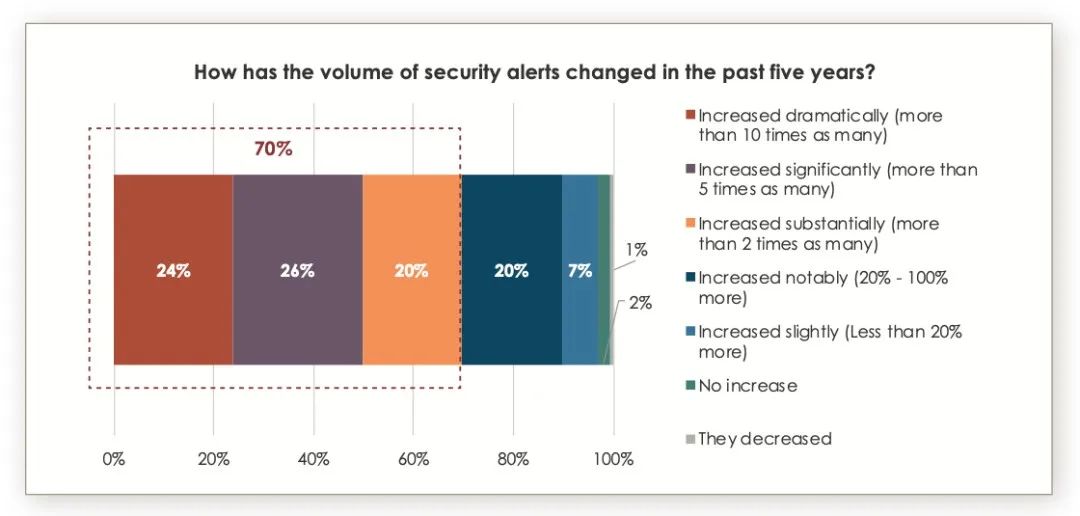 How has the volume of security alerts changed in the past five years?
70%
24%
26%
20%
20%
7%
1%
2%
0%
20%
40%
60%
80%
100%
Increased dramatically (more
than 10 times as many)
Increased significantly (more than
5 times as many)
Increased substantially (more
than 2 times as many)
Increased notably (20% - 100%
more)
Increased slightly (Less than 20%
more)
No increase
They decreased